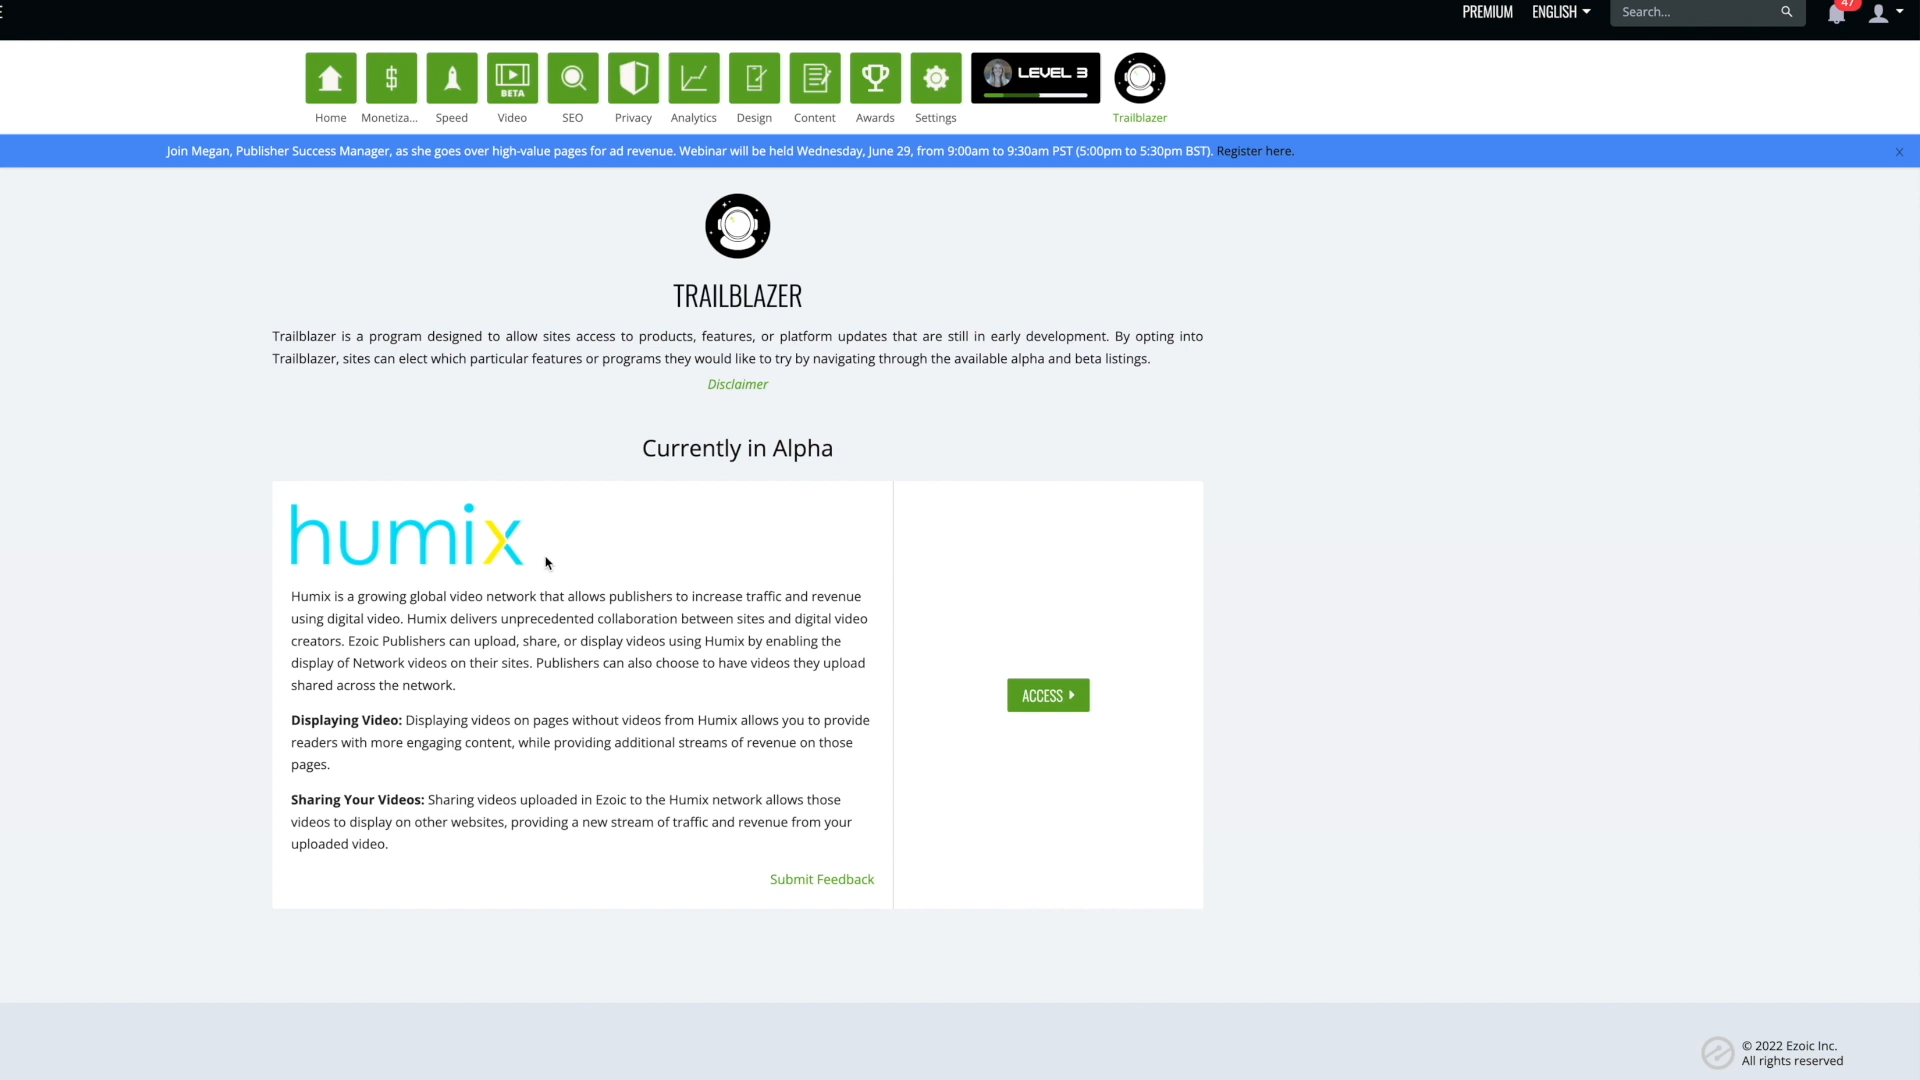 PREMIUM ENGLISH Search... 47
BETA LEVEL 3
Home Monetiza... Speed Video SEO Privacy Analytics Design Content Awards Settings Trailblazer
Join Megan, Publisher Success Manager, as she goes over high-value pages for ad revenue. Webinar will be held Wednesday, June 29, from 9:00am to 9:30am PST (5:00pm to 5:30pm BST). Register here.
TRAILBLAZER
Trailblazer is a program designed to allow sites access to products, features, or platform updates that are still in early development. By opting into
Trailblazer, sites can elect which particular features or programs they would like to try by navigating through the available alpha and beta listings.
Disclaimer
Currently in Alpha
humix
Humix is a growing global video network that allows publishers to increase traffic and revenue
using digital video. Humix delivers unprecedented collaboration between sites and digital video
creators. Ezoic Publishers can upload, share, or display videos using Humix by enabling the
display of Network videos on their sites. Publishers can also choose to have videos they upload
shared across the network.
Displaying Video: Displaying videos on pages without videos from Humix allows you to provide
readers with more engaging content, while providing additional streams of revenue on those
pages.
Sharing Your Videos: Sharing videos uploaded in Ezoic to the Humix network allows those
videos to display on other websites, providing a new stream of traffic and revenue from your
uploaded video.
Submit Feedback
ACCESS
© 2022 Ezoic Inc.
All rights reserved